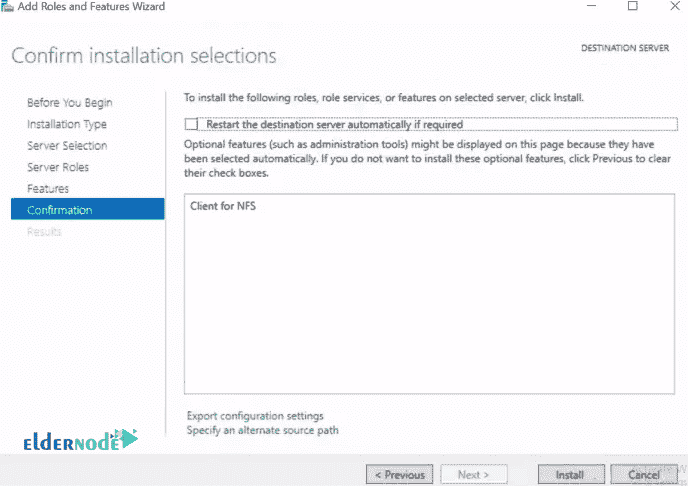 Add Roles and Features Wizard
Confirm installation selections
DESTINATION SERVER
Before You Begin
Installation Type
Server Selection
Server Roles
Features
Confirmation
Results
To install the following roles, role services, or features on selected server, click Install.
Restart the destination server automatically if required
Optional features (such as administration tools) might be displayed on this page because they have
been selected automatically. If you do not want to install these optional features, click Previous to clear
their check boxes.
Client for NFS
Export configuration settings
Specify an alternate source path
eldernode
< Previous
Next >
Install
Cancel